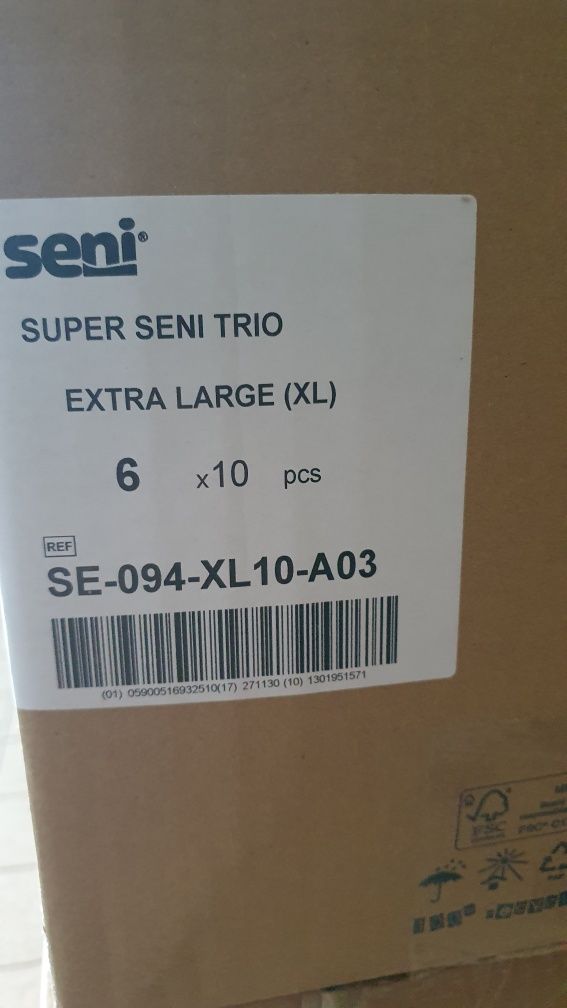 seni®
SUPER SENI TRIO
EXTRA LARGE (XL)
6 x10 pcs
REF
SE-094-XL10-A03
(01) 05900516932510(17) 271130 (10) 1301951571
FSC